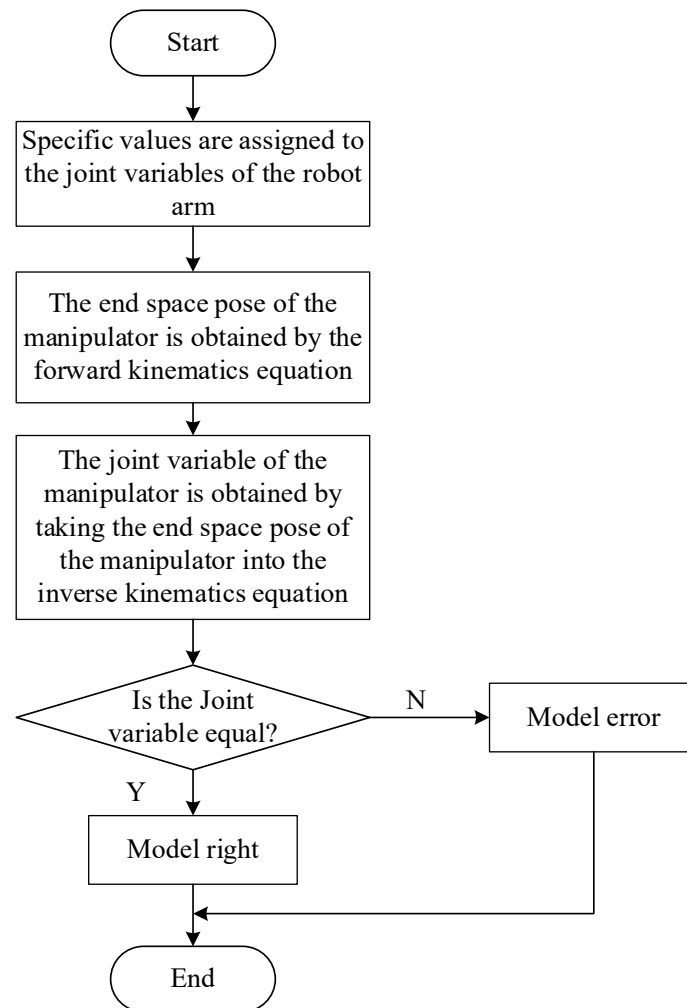 Start
Specific values are assigned to
the joint variables of the robot
arm
The end space pose of the
manipulator is obtained by the
forward kinematics equation
The joint variable of the
manipulator is obtained by
taking the end space pose of
the manipulator into the
inverse kinematics equation
Is the Joint
variable equal?
N
Model error
Y
Model right
End